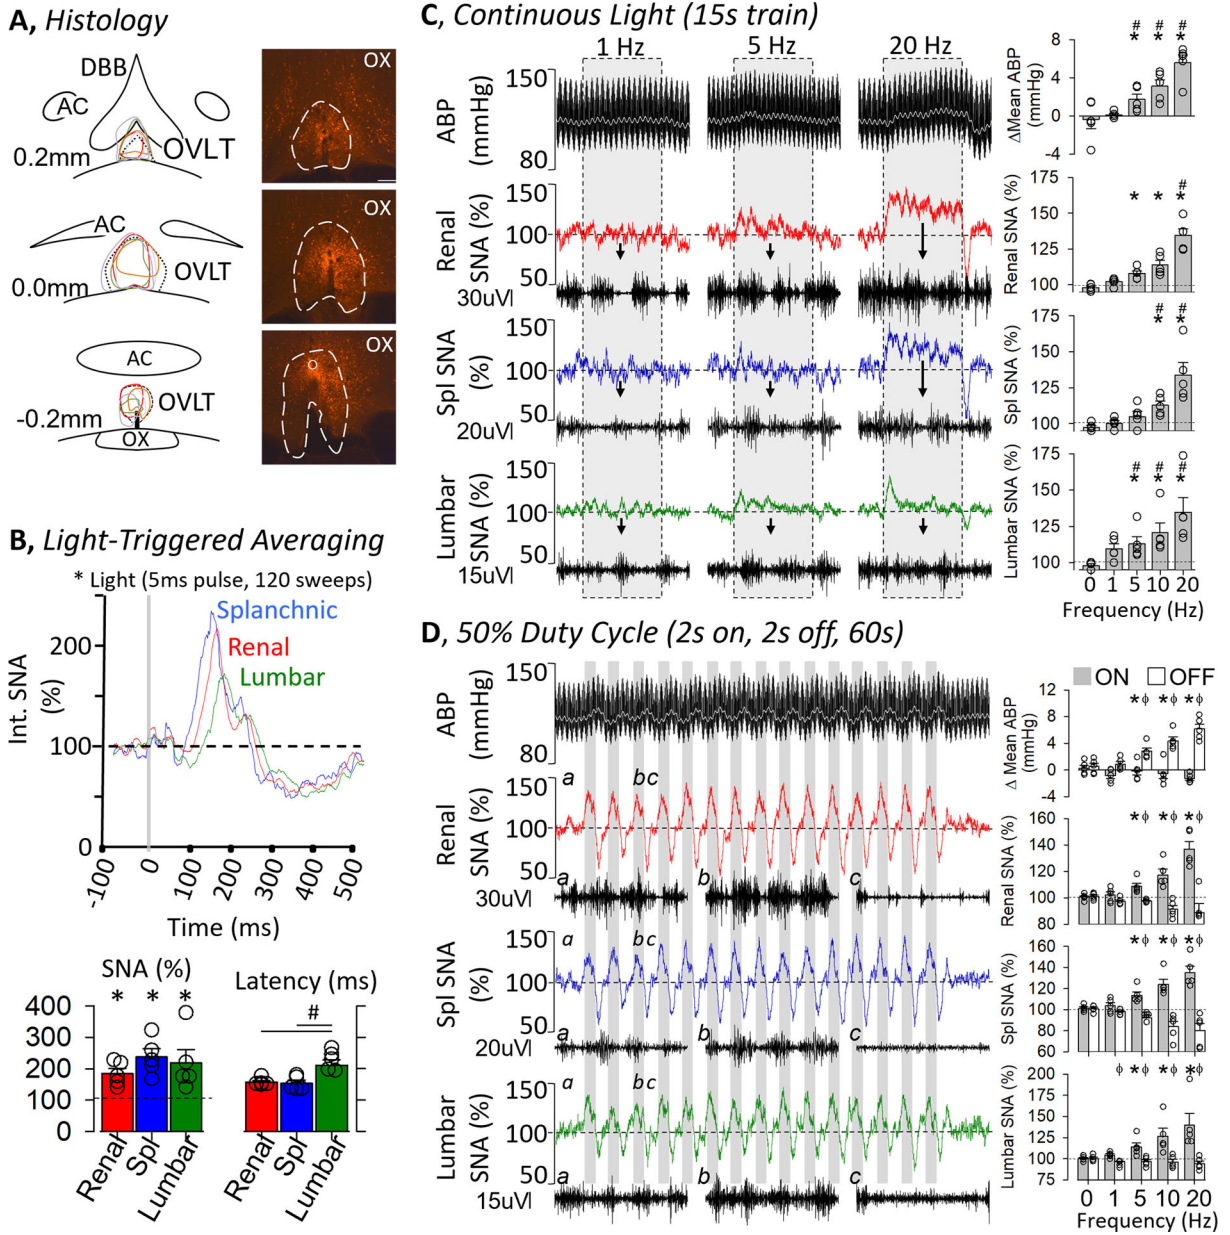 A, Histology
DBB
AC
OVLT
0.2mm
OX
AC
OVLT
0.0mm
OX
AC
OVLT
-0.2mm
OX
OX
B, Light-Triggered Averaging
* Light (5ms pulse, 120 sweeps)
Splanchnic
Renal
Lumbar
Int. SNA
(%)
200
100
0
-100 0 100 200 300 400 500
Time (ms)
SNA (%)
* * *
400
300
200
100
0
Renal Spl Lumbar
Latency (ms)
#
Renal Spl Lumbar
C, Continuous Light (15s train)
1 Hz 5 Hz 20 Hz
ABP
(mmHg)
150
80
Renal
SNA (%)
150
100
50
30uV
Spl SNA
(%)
150
100
50
20uV
Lumbar
SNA (%)
150
100
50
15uV
ΔMean ABP
(mmHg)
8
4
0
-4
# # #
* * *
Renal SNA (%)
175
150
125
100
#
* * *
Spl SNA (%)
175
150
125
100
# #
* *
Lumbar SNA (%)
175
150
125
100
# # #
* * *
0 1 5 10 20
Frequency (Hz)
D, 50% Duty Cycle (2s on, 2s off, 60s)
ABP
(mmHg)
150
80
Renal
SNA (%)
150
100
50
a bc
a b c
30uV
Spl SNA
(%)
150
100
50
a bc
a b c
20uV
Lumbar
SNA (%)
150
100
50
a bc
a b c
15uV
ON OFF
Δ Mean ABP
(mmHg)
12
8
4
0
-4
*ϕ *ϕ *ϕ
Renal SNA (%)
160
140
120
100
80
*ϕ *ϕ *ϕ
Spl SNA (%)
160
140
120
100
80
60
*ϕ *ϕ *ϕ
Lumbar SNA (%)
200
175
150
125
100
75
ϕ *ϕ *ϕ *ϕ
0 1 5 10 20
Frequency (Hz)